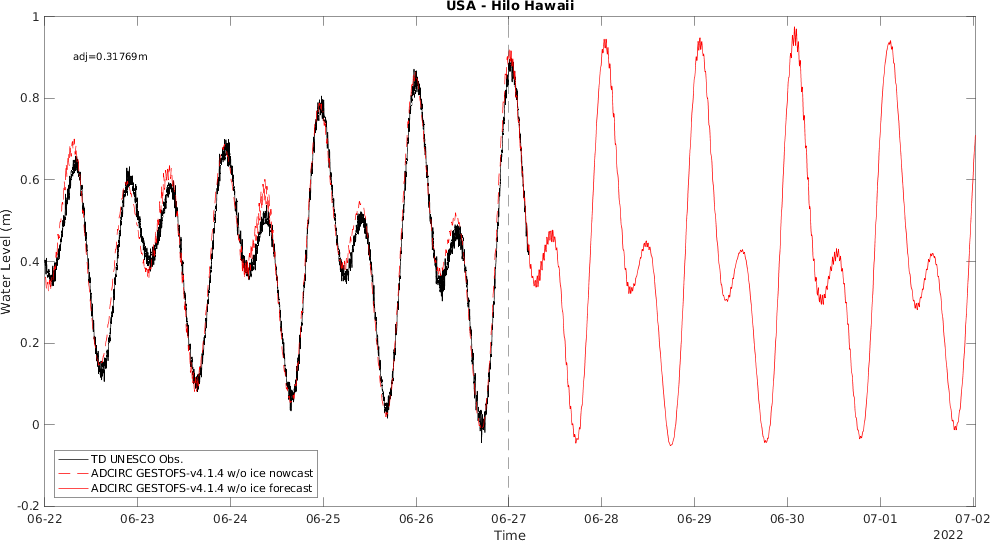 USA - Hilo Hawaii
adj=0.31769m
1
0.8
0.6
0.4
0.2
0
-0.2
Water Level (m)
TD UNESCO Obs.
ADCIRC GESTOFS-v4.1.4 w/o ice nowcast
ADCIRC GESTOFS-v4.1.4 w/o ice forecast
06-22 06-23 06-24 06-25 06-26 06-27 06-28 06-29 06-30 07-01 07-02
Time
2022